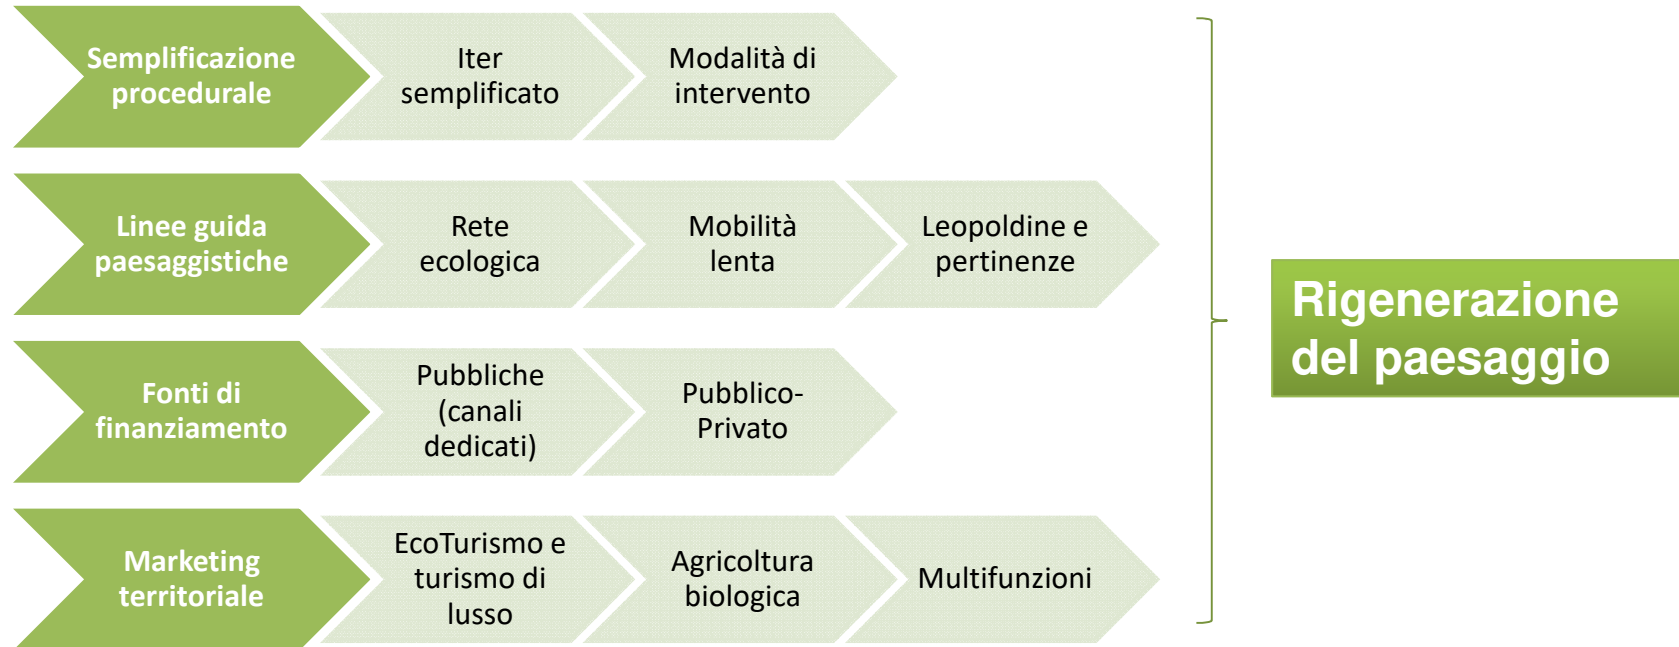 Semplificazione
procedurale
Iter
semplificato
Modalità di
intervento
Linee guida
paesaggistiche
Rete
ecologica
Mobilità
lenta
Leopoldine e
pertinenze
Fonti di
finanziamento
Pubbliche
(canali
dedicati)
Pubblico-
Privato
Marketing
territoriale
EcoTurismo e
turismo di
lusso
Agricoltura
biologica
Multifunzioni
Rigenerazione
del paesaggio